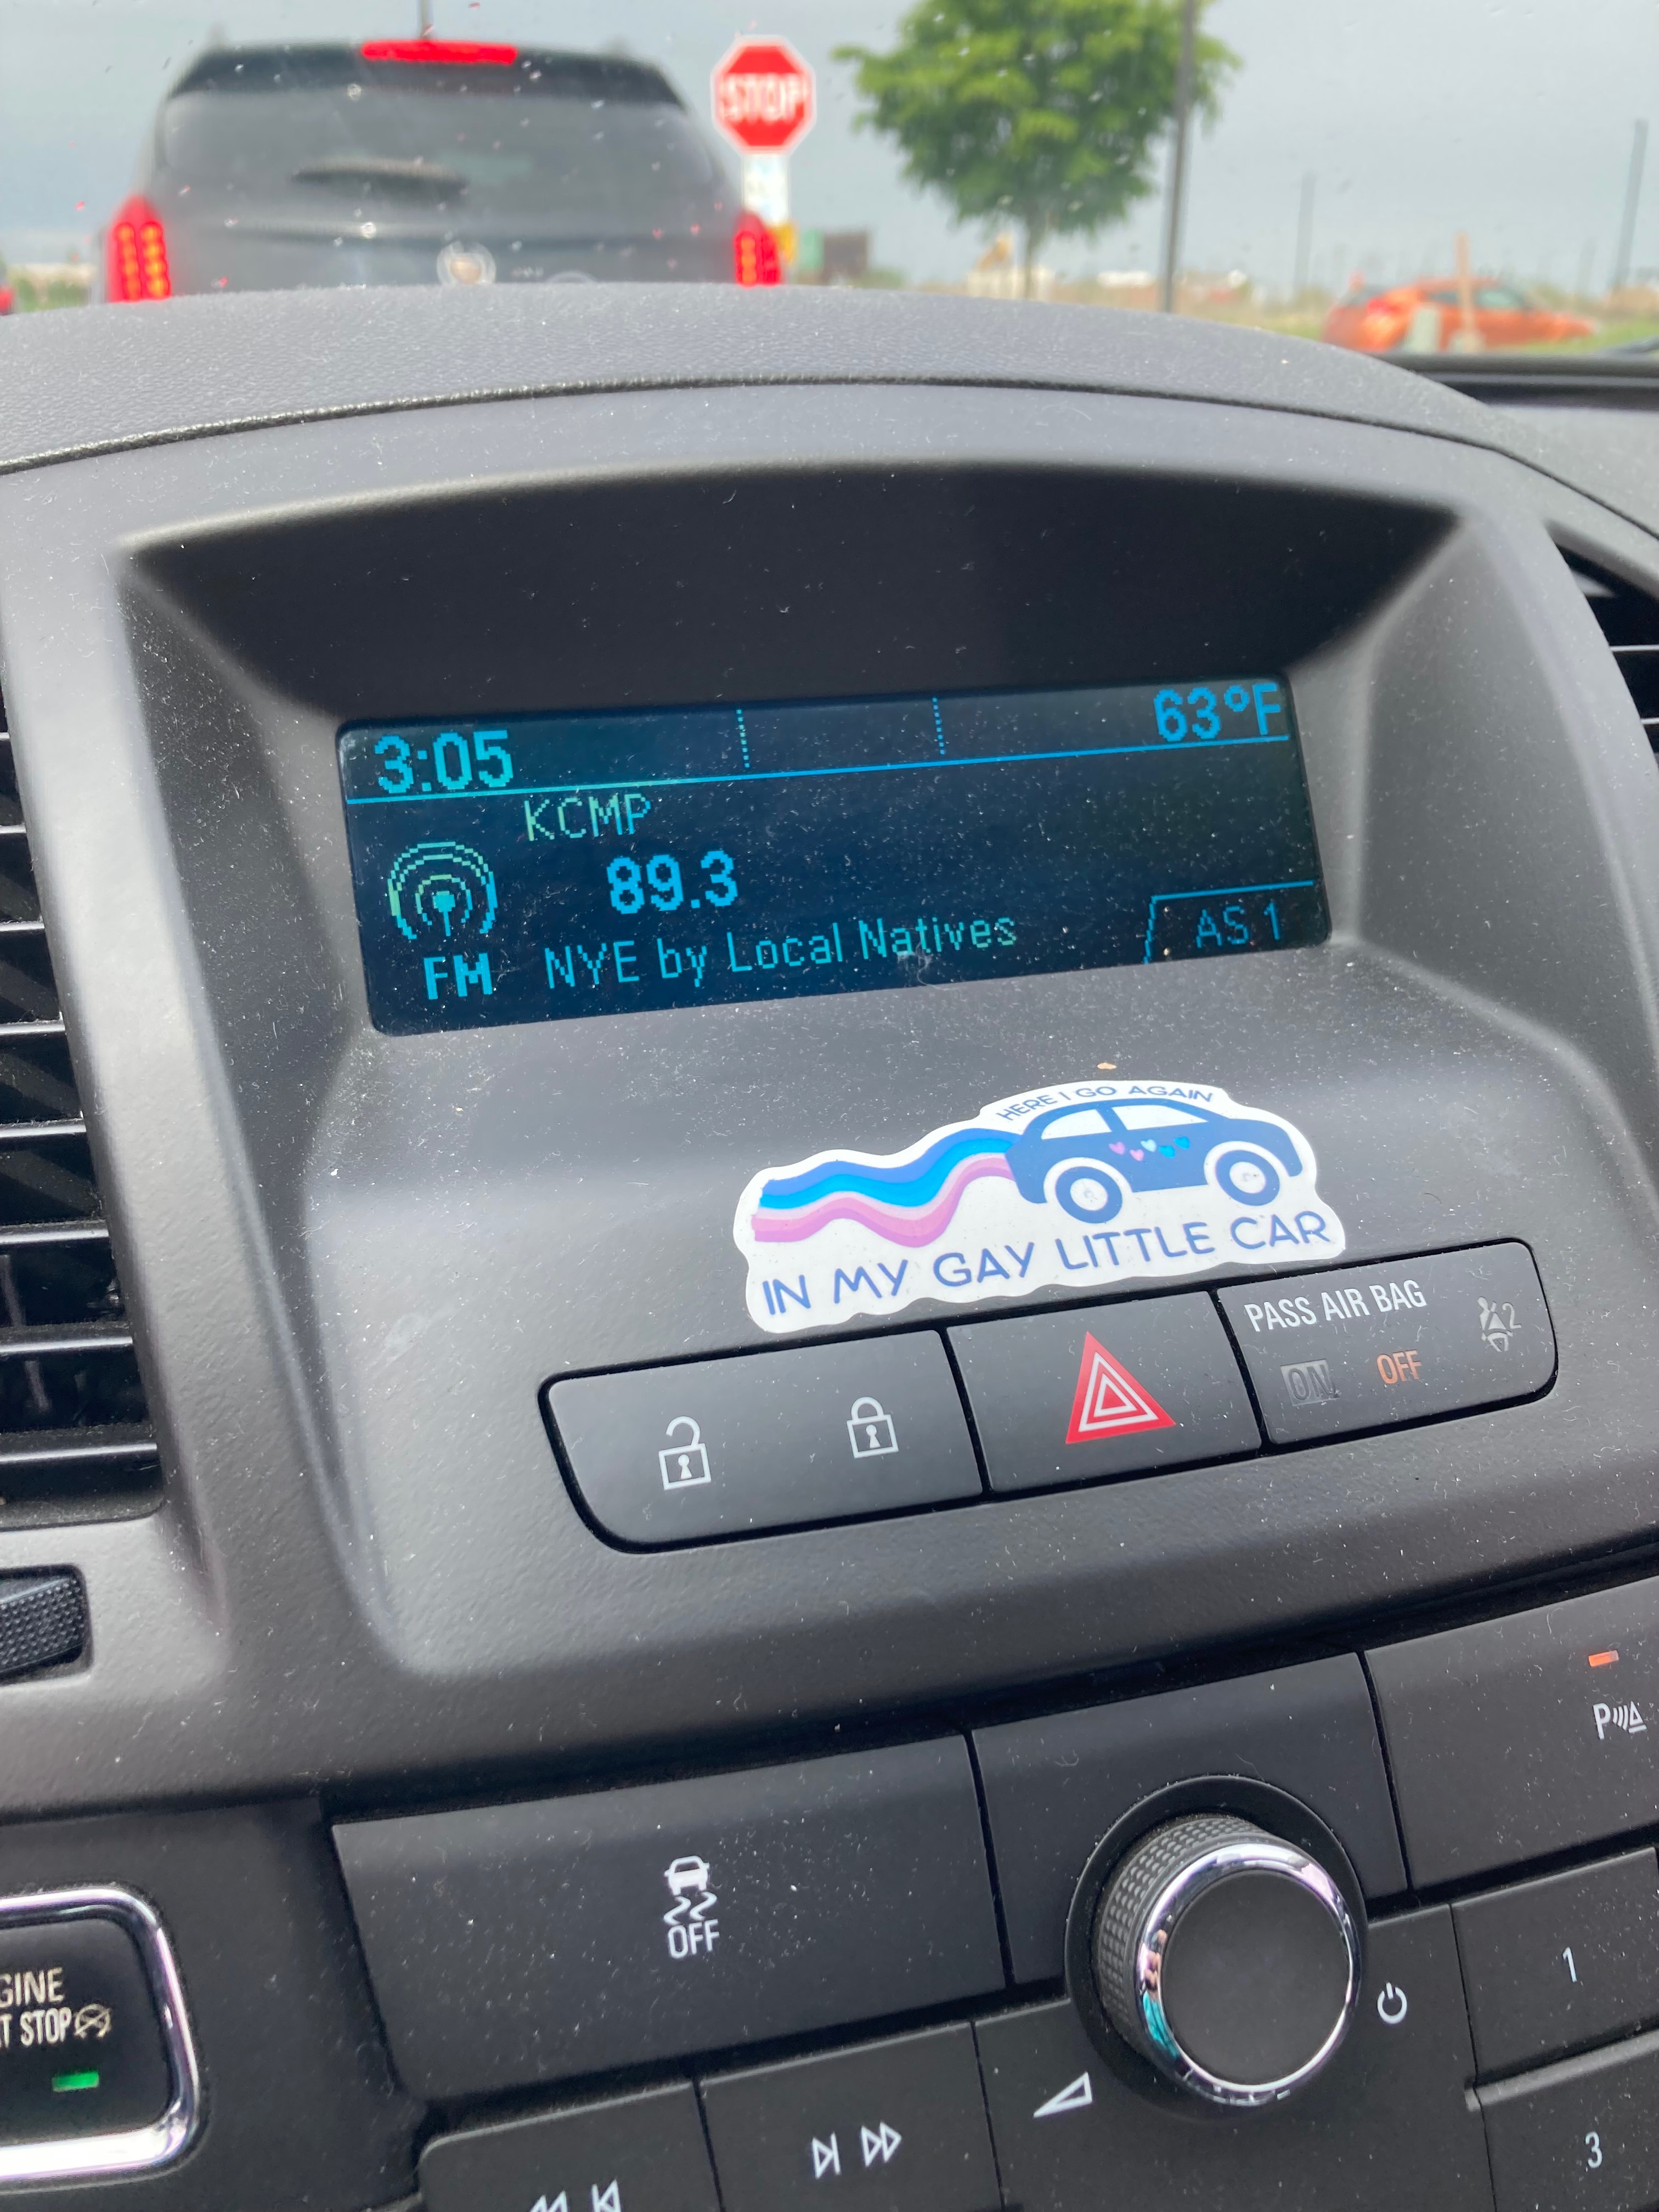 STOP
3:05 63°F
KCMP
89.3
FM NYE by Local Natives AS 1
HERE I GO AGAIN
IN MY GAY LITTLE CAR
PASS AIR BAG
ON OFF 2
P
OFF
GINE
T STOP
1
3